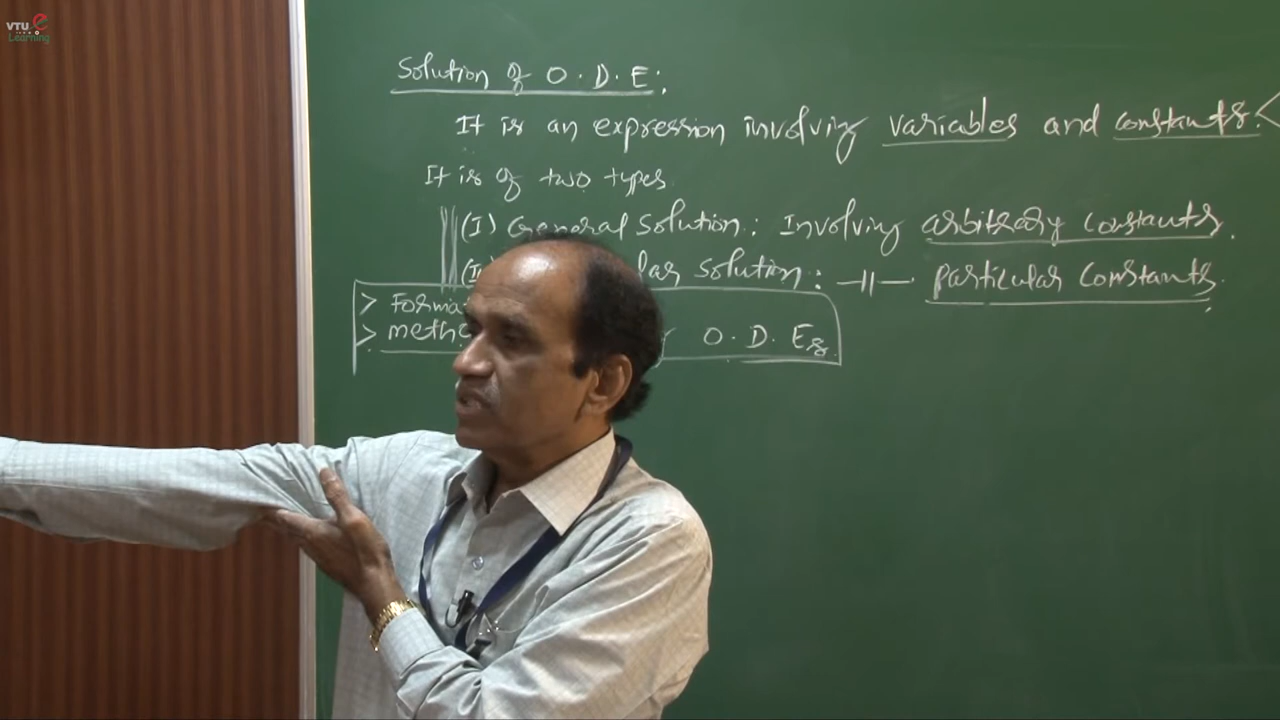 VTU e
Learning
Solution of O.D.E:
It is an expression involving variables and constants
It is of two types
(I) General Solution: Involving arbitrary constants.
lar solution: –||– particular constants.
> Forma
> metho O.D.Es.